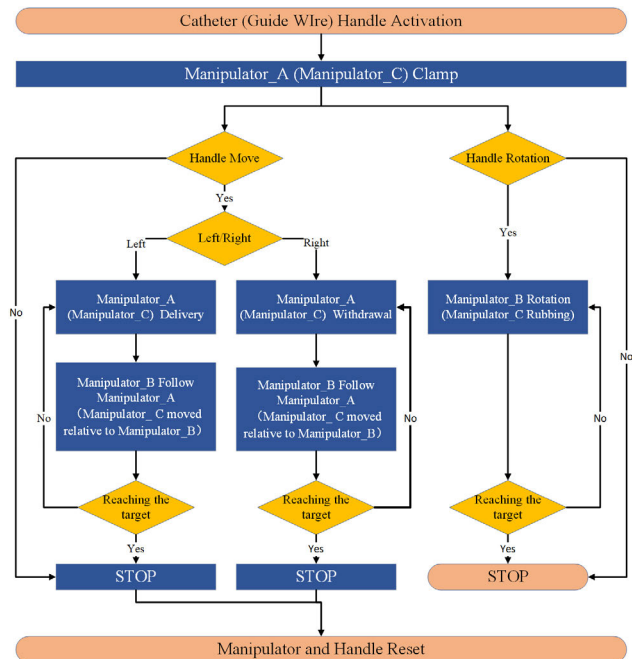 Catheter (Guide WIre) Handle Activation
Manipulator_A (Manipulator_C) Clamp
Handle Move
Handle Rotation
Yes
Left/Right
Left
Right
Yes
No
No
Manipulator_A
(Manipulator_C) Delivery
Manipulator_A
(Manipulator_C) Withdrawal
Manipulator_B Rotation
(Manipulator_C Rubbing)
Manipulator_B Follow
Manipulator_A
(Manipulator_C moved
relative to Manipulator_B)
Manipulator_B Follow
Manipulator_A
(Manipulator_C moved
relative to Manipulator_B)
No
No
No
Reaching the
target
Reaching the
target
Reaching the
target
Yes
Yes
Yes
STOP
STOP
STOP
Manipulator and Handle Reset